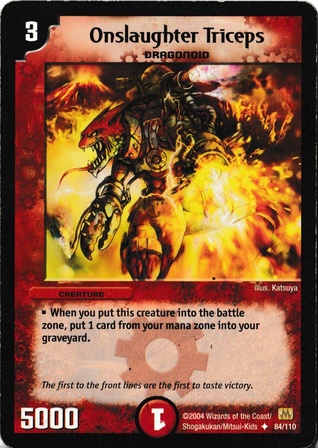 3
Onslaughter Triceps
DRAGONOID
illus. Katsuya
CREATURE
▪ When you put this creature into the battle
zone, put 1 card from your mana zone into your
graveyard.
The first to the front lines are the first to taste victory.
5000
1
©2004 Wizards of the Coast/
Shogakukan/Mitsui-Kids ♦ 84/110